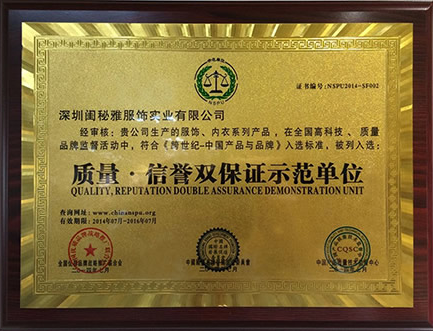 NSPU
证书编号:NSPU2014-SF002
深圳闺秘雅服饰实业有限公司
经审核:贵公司生产的服饰、内衣系列产品,在全国高科技、质量
品牌监督活动中,符合《跨世纪-中国产品与品牌》入选标准,被列入选:
质量·信誉双保证示范单位
QUALITY, REPUTATION DOUBLE ASSURANCE DEMONSTRATION UNIT
查询网址:www.chinanspu.org
有效期限:2014年07月-2016年07月
CQSC